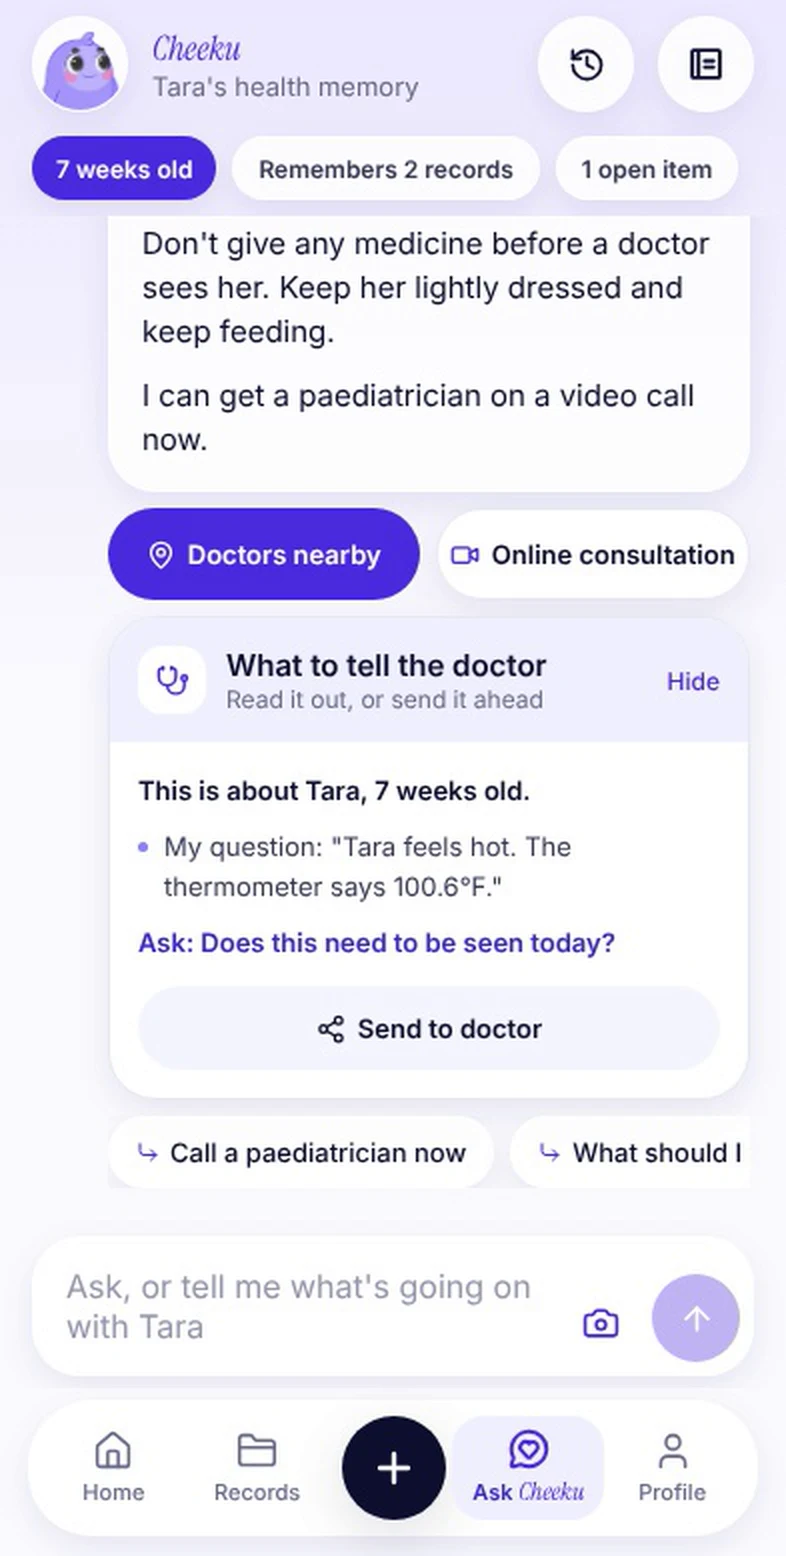 Cheeku
Tara's health memory
7 weeks old
Remembers 2 records
1 open item
Don't give any medicine before a doctor
sees her. Keep her lightly dressed and
keep feeding.
I can get a paediatrician on a video call
now.
Doctors nearby
Online consultation
What to tell the doctor
Read it out, or send it ahead
Hide
This is about Tara, 7 weeks old.
My question: "Tara feels hot. The
thermometer says 100.6°F."
Ask: Does this need to be seen today?
Send to doctor
Call a paediatrician now
What should I
Ask, or tell me what's going on
with Tara
Home
Records
Ask Cheeku
Profile